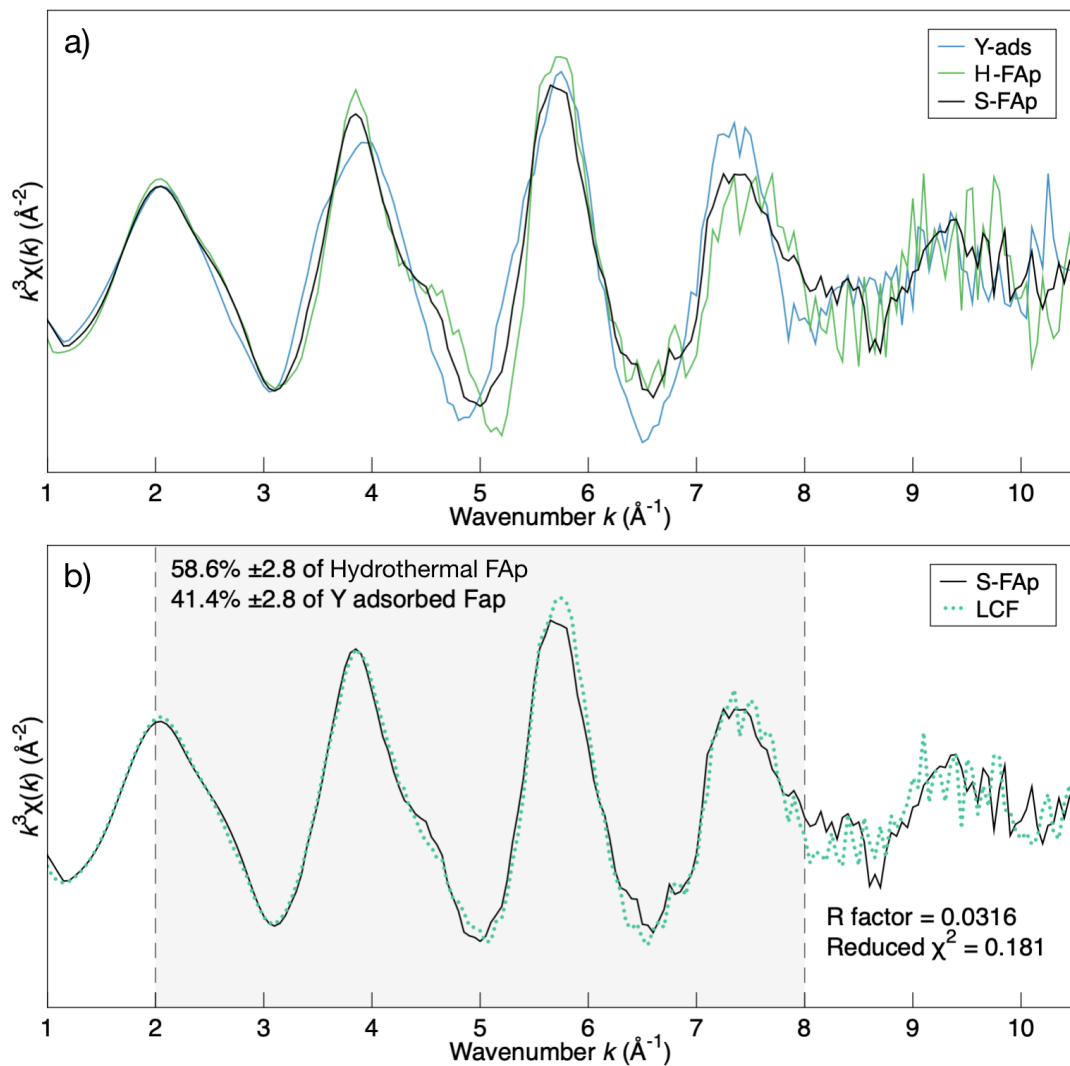 a)
Y-ads
H-FAp
S-FAp
k³χ(k) (Å⁻²)
1 2 3 4 5 6 7 8 9 10
Wavenumber k (Å⁻¹)
b)
58.6% ±2.8 of Hydrothermal FAp
41.4% ±2.8 of Y adsorbed Fap
S-FAp
LCF
k³χ(k) (Å⁻²)
R factor = 0.0316
Reduced χ² = 0.181
1 2 3 4 5 6 7 8 9 10
Wavenumber k (Å⁻¹)